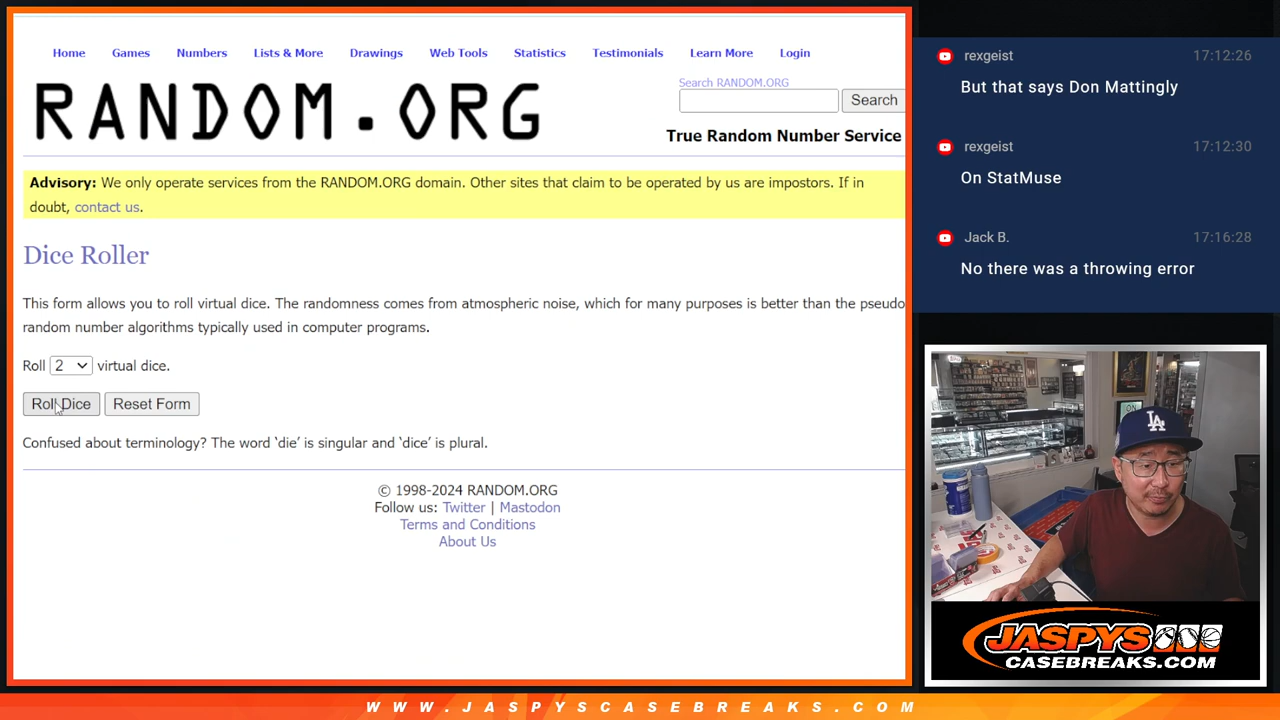 Home Games Numbers Lists & More Drawings Web Tools Statistics Testimonials Learn More Login
RANDOM.ORG
Search RANDOM.ORG
Search
True Random Number Service
Advisory: We only operate services from the RANDOM.ORG domain. Other sites that claim to be operated by us are impostors. If in
doubt, contact us.
Dice Roller
This form allows you to roll virtual dice. The randomness comes from atmospheric noise, which for many purposes is better than the pseudo
random number algorithms typically used in computer programs.
Roll 2 virtual dice.
Roll Dice Reset Form
Confused about terminology? The word ‘die’ is singular and ‘dice’ is plural.
© 1998-2024 RANDOM.ORG
Follow us: Twitter | Mastodon
Terms and Conditions
About Us
rexgeist 17:12:26
But that says Don Mattingly
rexgeist 17:12:30
On StatMuse
Jack B. 17:16:28
No there was a throwing error
ON
LA
JASPYS
CASEBREAKS.COM
WWW.JASPYSCASEBREAKS.COM